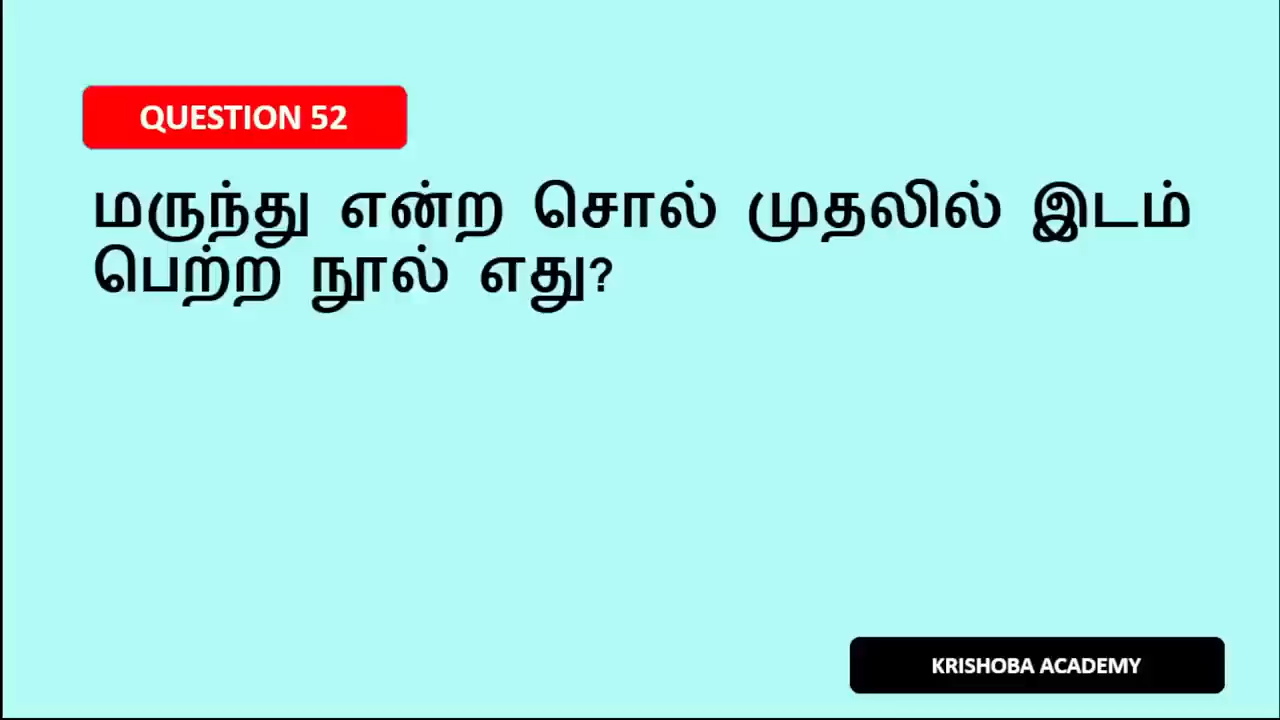 QUESTION 52
மருந்து என்ற சொல் முதலில் இடம்
பெற்ற நூல் எது?
KRISHOBA ACADEMY